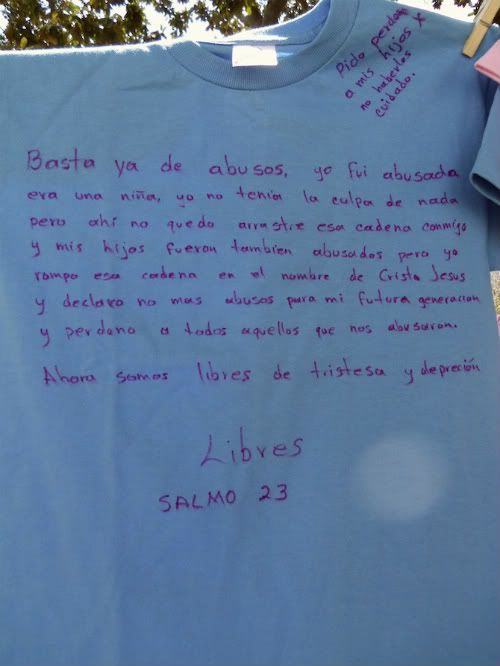 Pido perdon
a mis hijos x
no haberlos
cuidado.
Basta ya de abusos, yo fui abusada
era una niña, yo no tenia la culpa de nada
pero ahi no quedo arrastre esa cadena conmigo
y mis hijos fueron tambien abusados pero yo
rompo esa cadena en el nombre de Cristo Jesus
y declaro no mas abusos para mi futura generacion
y perdono a todos aquellos que nos abusaron.
Ahora somos libres de tristesa y depreción
Libres
SALMO 23